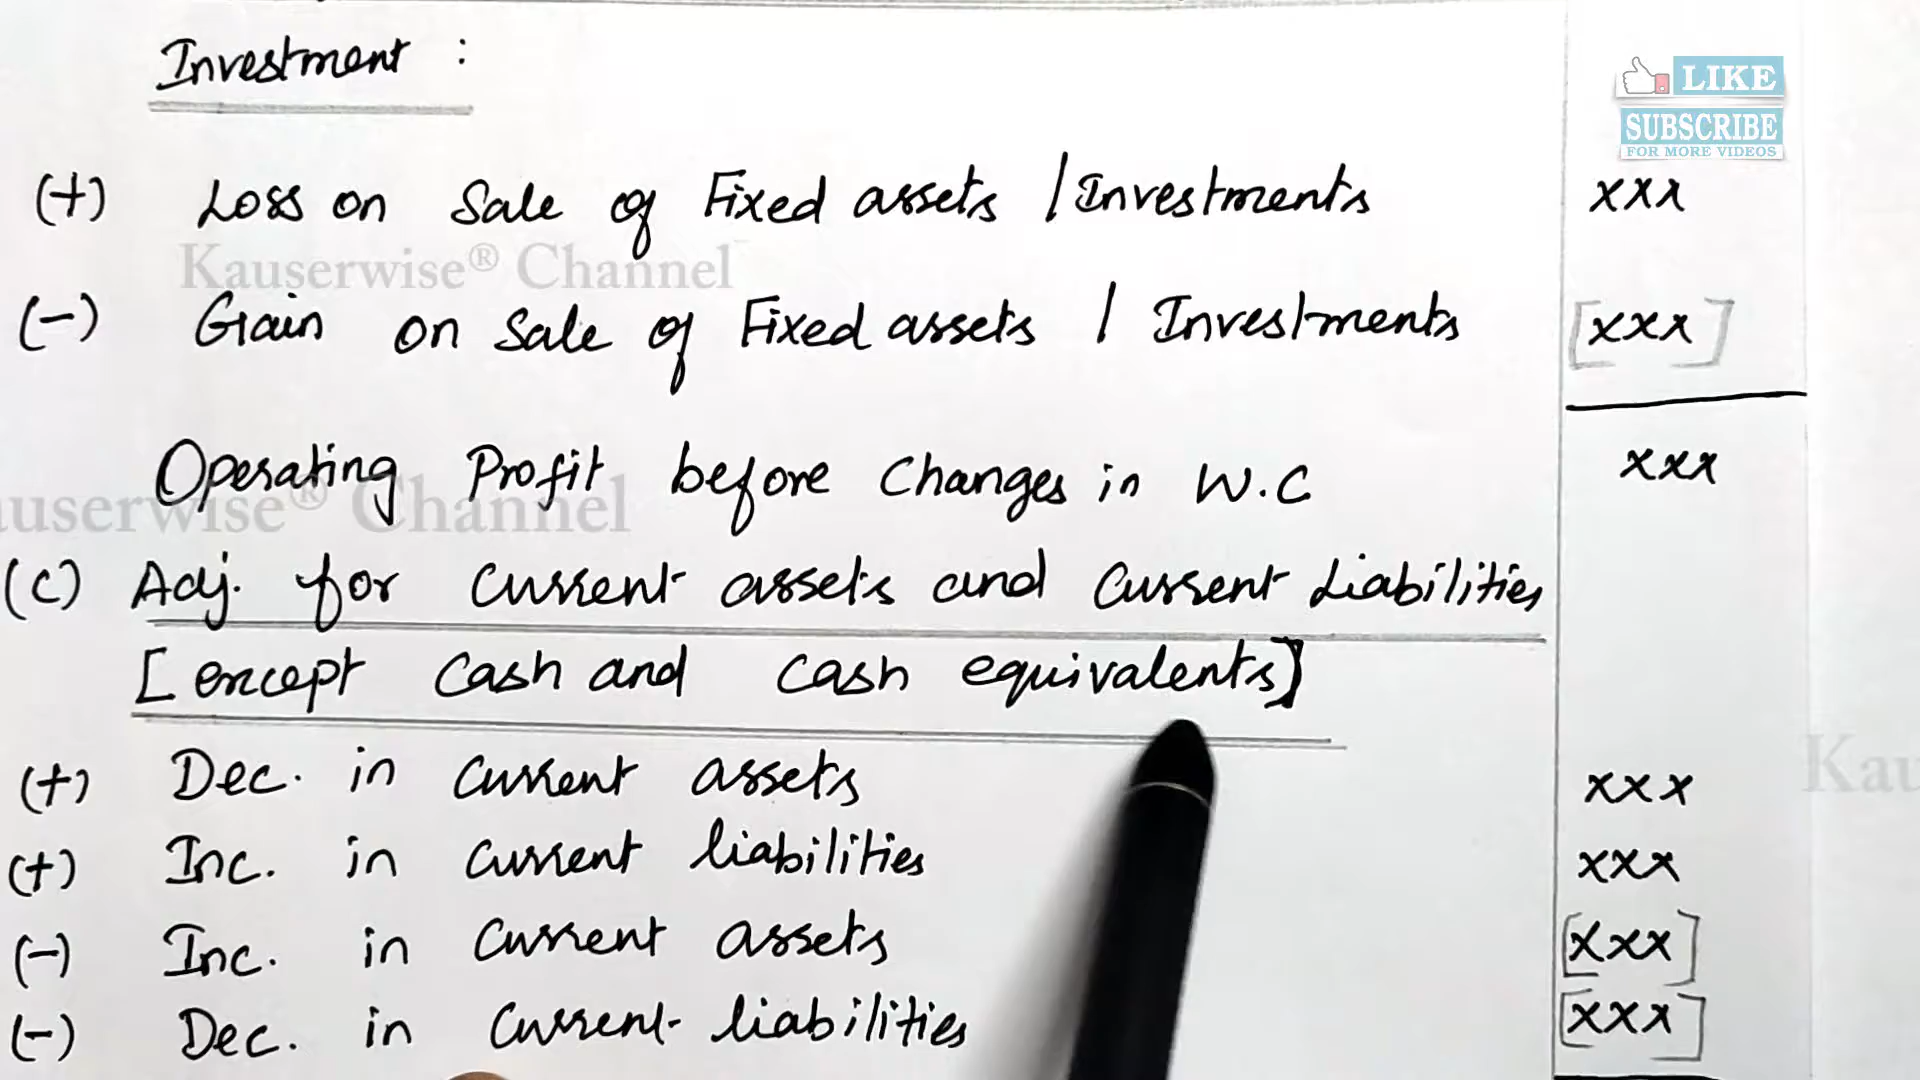 Investment :
LIKE
SUBSCRIBE
FOR MORE VIDEOS
(+) Loss on Sale of Fixed assets / Investments xxx
Kauserwise® Channel
(-) Gain on Sale of Fixed assets / Investments [xxx]
Operating Profit before Changes in W.C xxx
auserwise® Channel
(C) Adj. for Current assets and Current Liabilities
[except Cash and Cash equivalents]
Kau
(+) Dec. in Current assets xxx
(+) Inc. in Current liabilities xxx
(-) Inc. in Current assets [xxx]
(-) Dec. in Current liabilities [xxx]